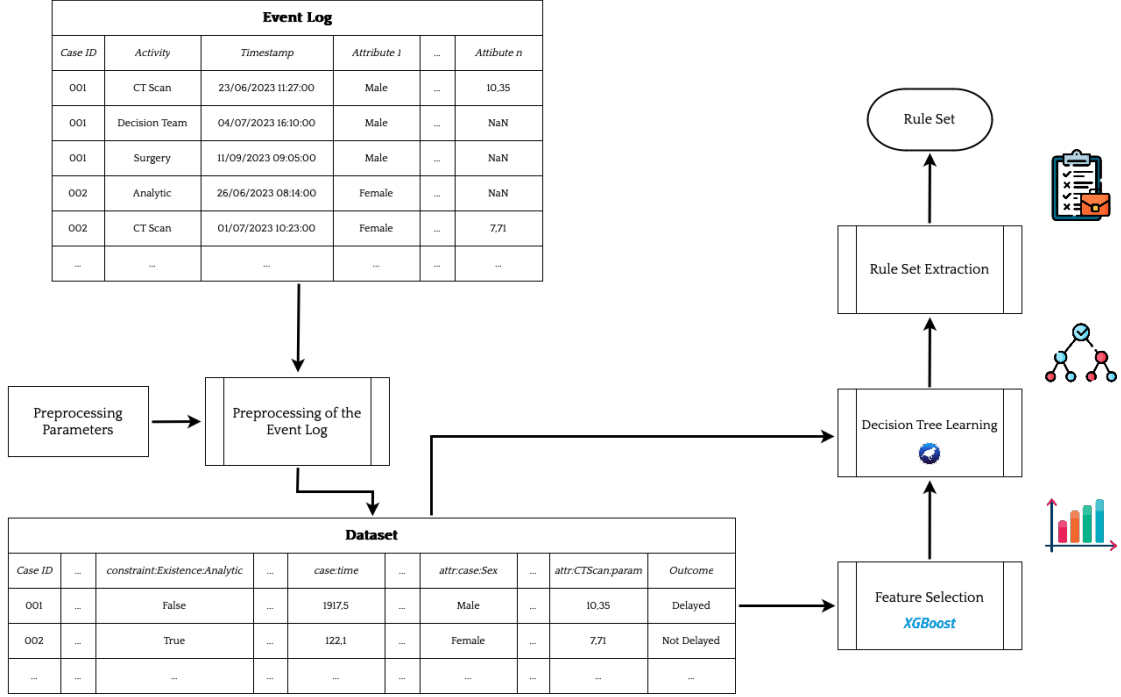 Event Log
Case ID Activity Timestamp Attribute 1 ... Attibute n
001 CT Scan 23/06/2023 11:27:00 Male ... 10,35
001 Decision Team 04/07/2023 16:10:00 Male ... NaN
001 Surgery 11/09/2023 09:05:00 Male ... NaN
002 Analytic 26/06/2023 08:14:00 Female ... NaN
002 CT Scan 01/07/2023 10:23:00 Female ... 7,71
... ... ... ... ... ...
Preprocessing
Parameters
Preprocessing of the
Event Log
Dataset
Case ID ... constraint:Existence:Analytic ... case:time ... attr:case:Sex ... attr:CTScan:param Outcome
001 ... False ... 1917,5 ... Male ... 10,35 Delayed
002 ... True ... 122,1 ... Female ... 7,71 Not Delayed
... ... ... ... ... ... ... ... ... ...
Feature Selection
XGBoost
Decision Tree Learning
Rule Set Extraction
Rule Set